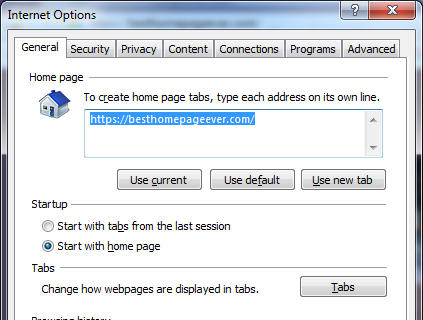 Internet Options
General Security Privacy Content Connections Programs Advanced
Home page
To create home page tabs, type each address on its own line.
https://besthomepageever.com/
Use current Use default Use new tab
Startup
Start with tabs from the last session
Start with home page
Tabs
Change how webpages are displayed in tabs. Tabs
Browsing history